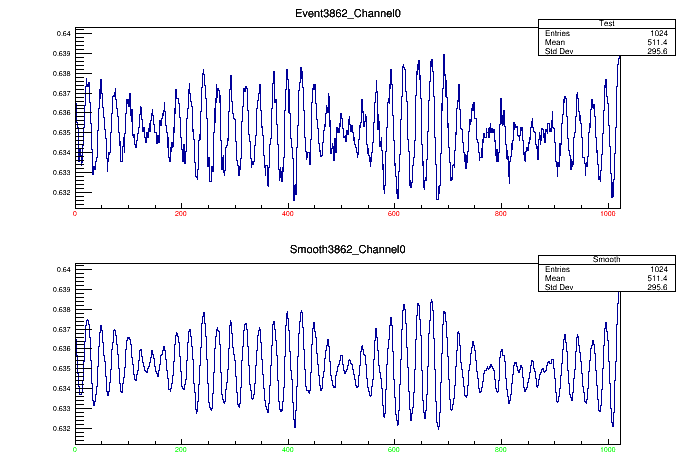 Event3862_Channel0
Test
Entries 1024
Mean 511.4
Std Dev 295.6
0.64
0.639
0.638
0.637
0.636
0.635
0.634
0.633
0.632
0 200 400 600 800 1000
Smooth3862_Channel0
Smooth
Entries 1024
Mean 511.4
Std Dev 295.6
0.64
0.639
0.638
0.637
0.636
0.635
0.634
0.633
0.632
0 200 400 600 800 1000